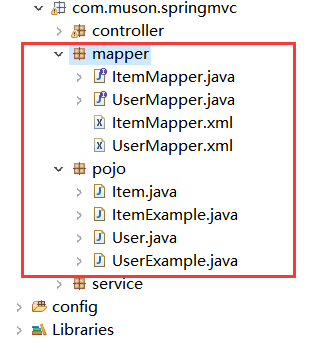 com.muson.springmvc
controller
mapper
ItemMapper.java
UserMapper.java
ItemMapper.xml
UserMapper.xml
pojo
Item.java
ItemExample.java
User.java
UserExample.java
service
config
Libraries